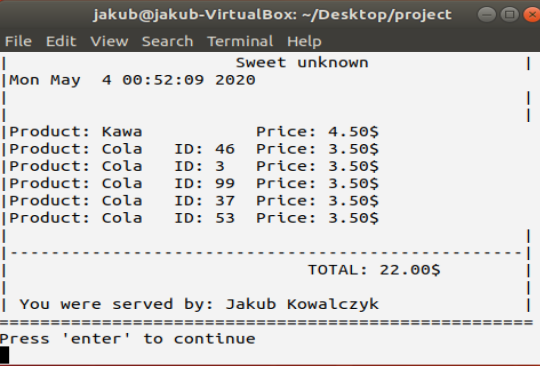 jakub@jakub-VirtualBox: ~/Desktop/project
File Edit View Search Terminal Help
|                      Sweet unknown               |
|Mon May  4 00:52:09 2020
|                                                  |
|                                                  |
|Product: Kawa           Price: 4.50$
|Product: Cola   ID: 46  Price: 3.50$
|Product: Cola   ID: 3   Price: 3.50$
|Product: Cola   ID: 99  Price: 3.50$
|Product: Cola   ID: 37  Price: 3.50$
|Product: Cola   ID: 53  Price: 3.50$
|                                                  |
|--------------------------------------------------|
|                             TOTAL: 22.00$        |
|                                                  |
| You were served by: Jakub Kowalczyk              |
====================================================
Press 'enter' to continue